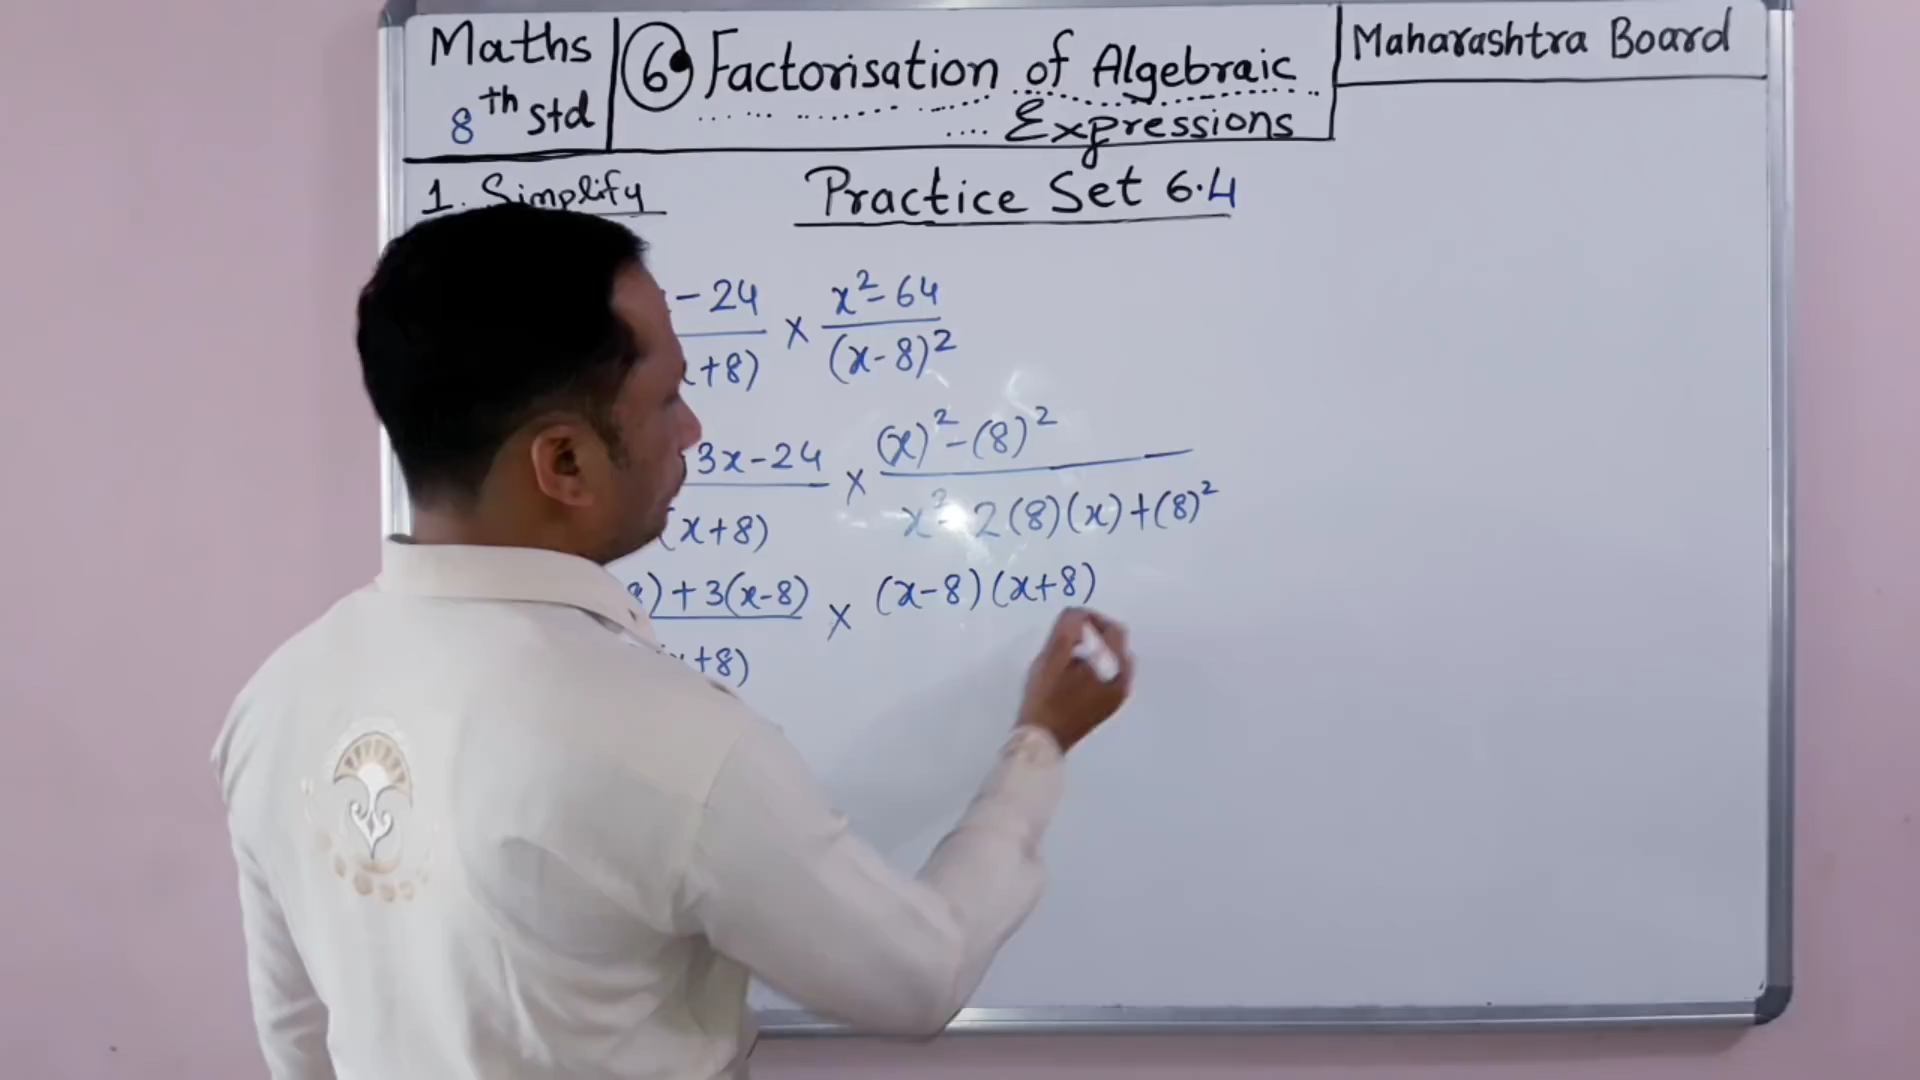 Maths
8th std
6 Factorisation of Algebraic
Expressions
Maharashtra Board
1. Simplify
Practice Set 6.4
- 24 × x² - 64
+8) (x-8)²
3x-24 × (x)² - (8)²
(x+8) x² - 2(8)(x)+(8)²
) + 3(x-8) × (x-8)(x+8)
+8)